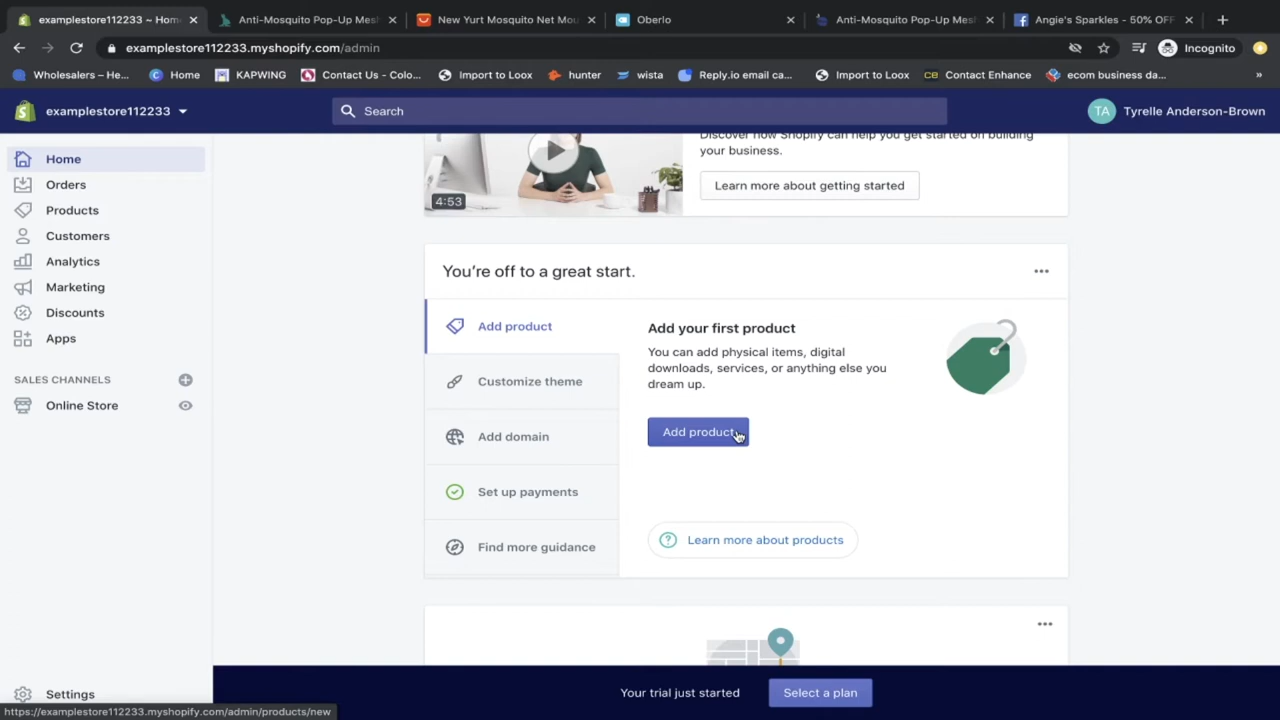 examplestore112233 ~ Hom
Anti-Mosquito Pop-Up Mesh
New Yurt Mosquito Net Mou
Oberlo
Anti-Mosquito Pop-Up Mesh
Angie's Sparkles - 50% OFF
examplestore112233.myshopify.com/admin
Incognito
Wholesalers – He...
Home
KAPWING
Contact Us - Colo...
Import to Loox
hunter
wista
Reply.io email ca...
Import to Loox
CB
Contact Enhance
ecom business da...
»
examplestore112233
Search
TA
Tyrelle Anderson-Brown
Home
Orders
Products
Customers
Analytics
Marketing
Discounts
Apps
SALES CHANNELS
Online Store
Settings
4:53
Discover how Shopify can help you get started on building
your business.
Learn more about getting started
You're off to a great start.
Add product
Customize theme
Add domain
Set up payments
Find more guidance
Add your first product
You can add physical items, digital
downloads, services, or anything else you
dream up.
Add product
Learn more about products
Your trial just started
Select a plan
https://examplestore112233.myshopify.com/admin/products/new